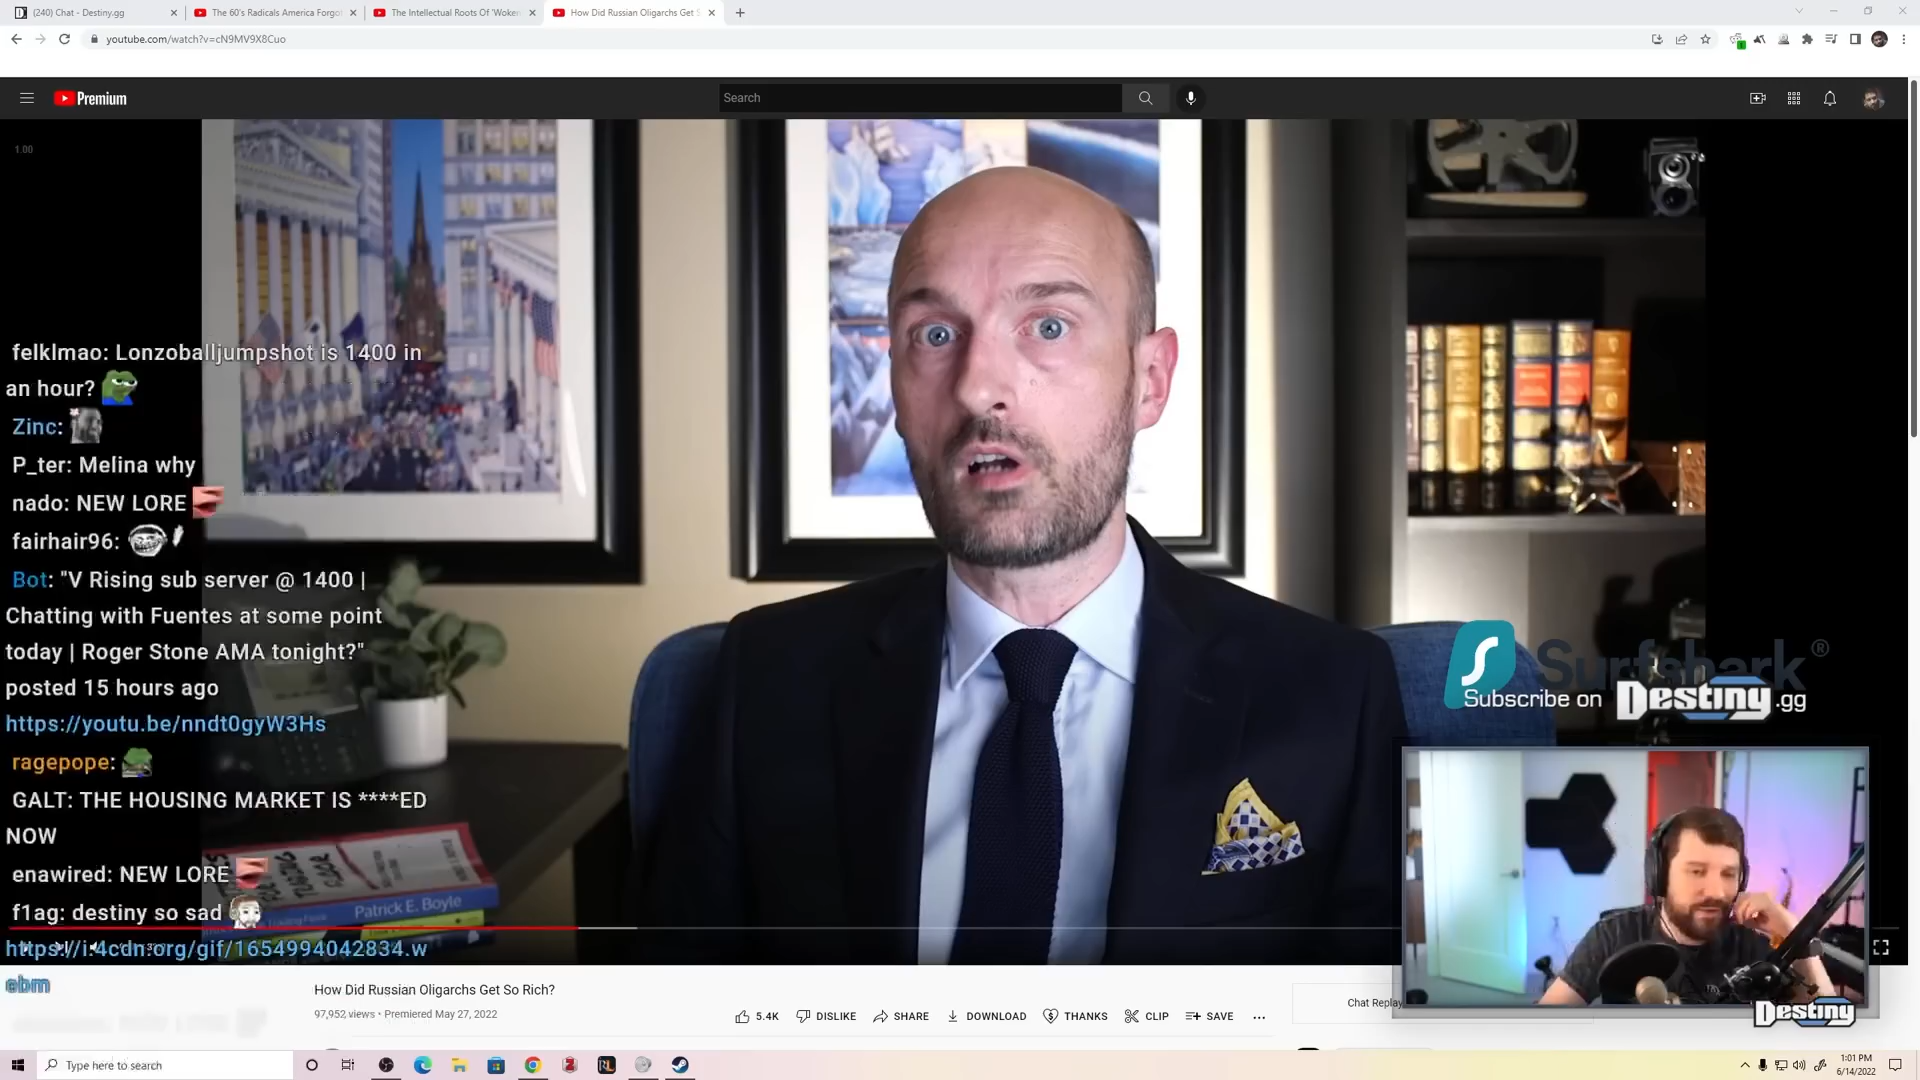 (240) Chat - Destiny.gg
The 60's Radicals America Forgot
The Intellectual Roots Of 'Woken
How Did Russian Oligarchs Get S
youtube.com/watch?v=cN9MV9X8Cuo
Premium
Search
1.00
felklmao: Lonzoballjumpshot is 1400 in
an hour?
Zinc:
P_ter: Melina why
nado: NEW LORE
fairhair96:
Bot: "V Rising sub server @ 1400 |
Chatting with Fuentes at some point
today | Roger Stone AMA tonight?"
posted 15 hours ago
https://youtu.be/nndt0gyW3Hs
ragepope:
GALT: THE HOUSING MARKET IS ****ED
NOW
enawired: NEW LORE
f1ag: destiny so sad
https://i.4cdn.org/gif/1654994042834.w
ebm
Patrick E. Boyle
Surfshark®
Subscribe on Destiny.gg
Destiny
How Did Russian Oligarchs Get So Rich?
97,952 views • Premiered May 27, 2022
5.4K
DISLIKE
SHARE
DOWNLOAD
THANKS
CLIP
SAVE
Chat Replay
Type here to search
1:01 PM
6/14/2022